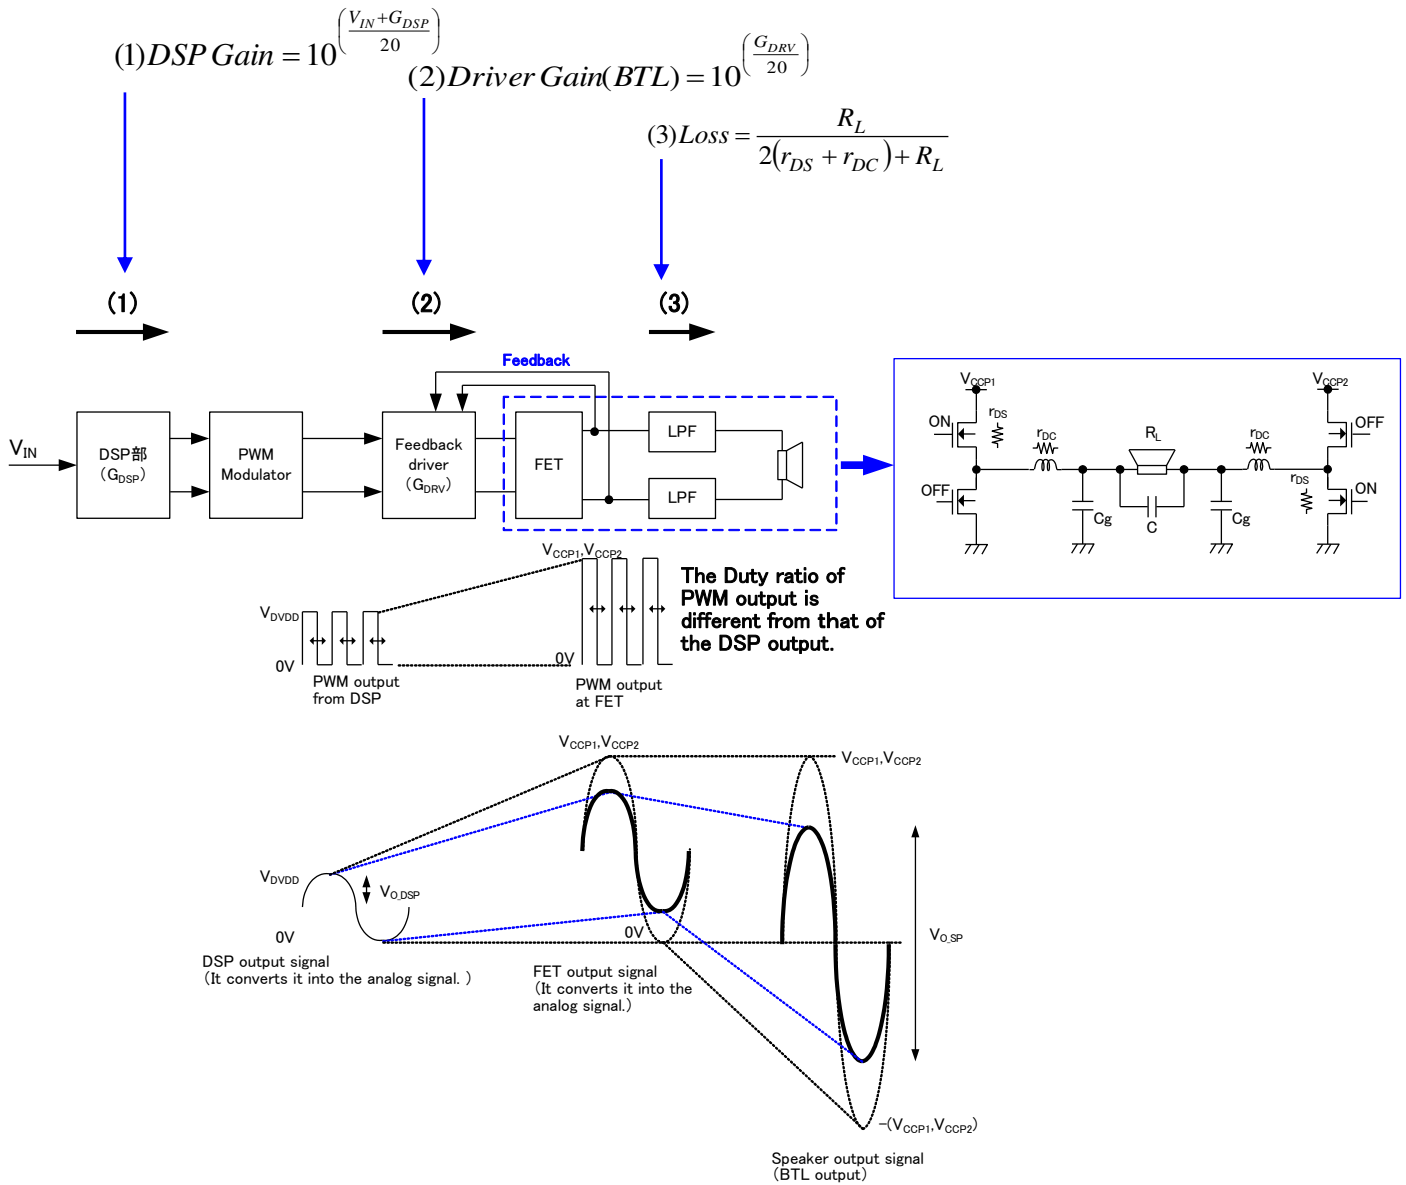 (1)DSP Gain = 10^((V_IN+G_DSP)/20)
(2)Driver Gain(BTL) = 10^(G_DRV/20)
(3)Loss = R_L / (2(r_DS + r_DC) + R_L)
(1)
(2)
(3)
Feedback
V_IN
DSP部
(G_DSP)
PWM
Modulator
Feedback
driver
(G_DRV)
FET
LPF
LPF
V_CCP1
V_CCP2
ON
r_DS
OFF
r_DC
R_L
r_DC
OFF
r_DS
ON
Cg
C
Cg
V_CCP1,V_CCP2
V_DVDD
0V
0V
PWM output
from DSP
PWM output
at FET
The Duty ratio of
PWM output is
different from that of
the DSP output.
V_CCP1,V_CCP2
V_CCP1,V_CCP2
V_DVDD
V_O_DSP
0V
0V
V_O_SP
DSP output signal
(It converts it into the analog signal. )
FET output signal
(It converts it into the
analog signal.)
-(V_CCP1,V_CCP2)
Speaker output signal
(BTL output)